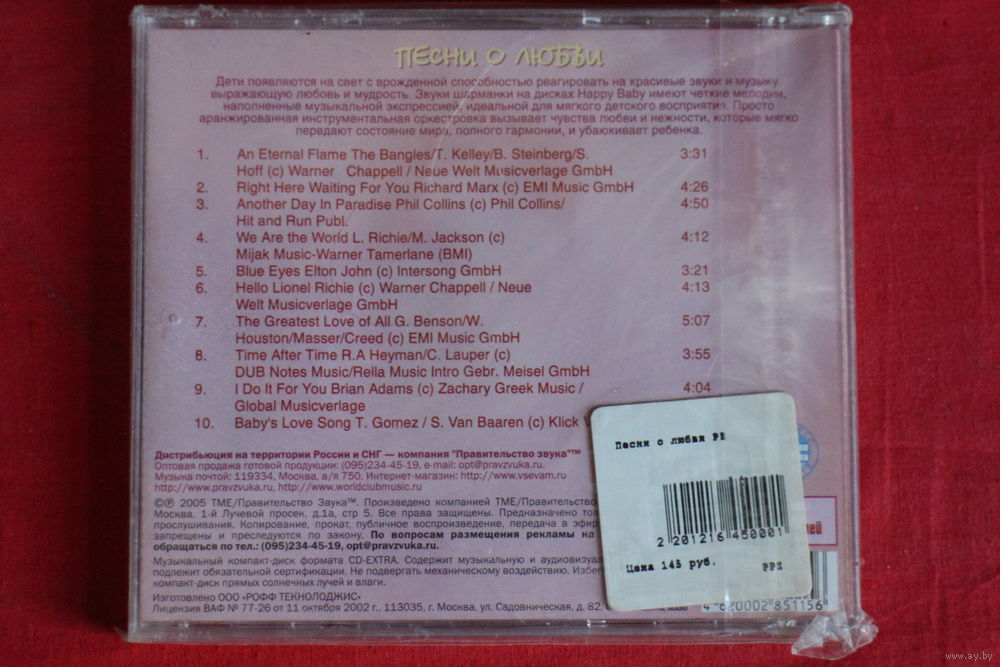 ПЕСНИ О ЛЮБВИ
Дети появляются на свет с врожденной способностью реагировать на красивые звуки и музыку,
выражающую любовь и мудрость. Звуки шарманки на дисках Happy Baby имеют четкие мелодии,
наполненные музыкальной экспрессией, идеальной для мягкого детского восприятия. Просто
аранжированная инструментальная оркестровка вызывает чувства любви и нежности, которые мягко
передают состояние мира, полного гармонии, и убаюкивает ребенка.
1. An Eternal Flame The Bangles/T. Kelley/B. Steinberg/S. 3:31
Hoff (c) Warner Chappell / Neue Welt Musicverlage GmbH
2. Right Here Waiting For You Richard Marx (c) EMI Music GmbH 4:26
3. Another Day In Paradise Phil Collins (c) Phil Collins/ 4:50
Hit and Run Publ.
4. We Are the World L. Richie/M. Jackson (c) 4:12
Mijak Music-Warner Tamerlane (BMI)
5. Blue Eyes Elton John (c) Intersong GmbH 3:21
6. Hello Lionel Richie (c) Warner Chappell / Neue 4:13
Welt Musicverlage GmbH
7. The Greatest Love of All G. Benson/W. 5:07
Houston/Masser/Creed (c) EMI Music GmbH
8. Time After Time R.A Heyman/C. Lauper (c) 3:55
DUB Notes Music/Rella Music Intro Gebr. Meisel GmbH
9. I Do It For You Brian Adams (c) Zachary Greek Music / 4:04
Global Musicverlage
10. Baby's Love Song T. Gomez / S. Van Baaren (c) Klick
Дистрибьюция на территории России и СНГ — компания "Правительство звука"™
Оптовая продажа готовой продукции: (095)234-45-19, e-mail: opt@pravzvuka.ru.
Музыка почтой: 119334, Москва, а/я 750. Интернет-магазин: http://www.vsevam.ru
http://www.pravzvuka.ru, http://www.worldclubmusic.ru
©℗ 2005 ТМЕ/Правительство Звука™. Произведено компанией ТМЕ/Правительство
Москва, 1-й Лучевой просек, д.1а, стр 5. Все права защищены. Предназначено
прослушивания. Копирование, прокат, публичное воспроизведение, передача в эфир
запрещены и преследуются по закону. По вопросам размещения рекламы на
обращаться по тел.: (095)234-45-19, opt@pravzvuka.ru.
Музыкальный компакт-диск формата CD-EXTRA. Содержит музыкальную и
подлежит обязательной сертификации. Не подвергать механическому воздействию.
компакт-диск прямых солнечных лучей и влаги.
Изготовлено ООО «РОФФ ТЕКНОЛОДЖИС»
Лицензия ВАФ № 77-26 от 11 октября 2002 г., 113035, г. Москва, ул. Садовническая, д. 82.
Песни о любви РЕ
2 201216 450001
Цена 145 руб. РРЦ
4 620002 851156
www.ay.by